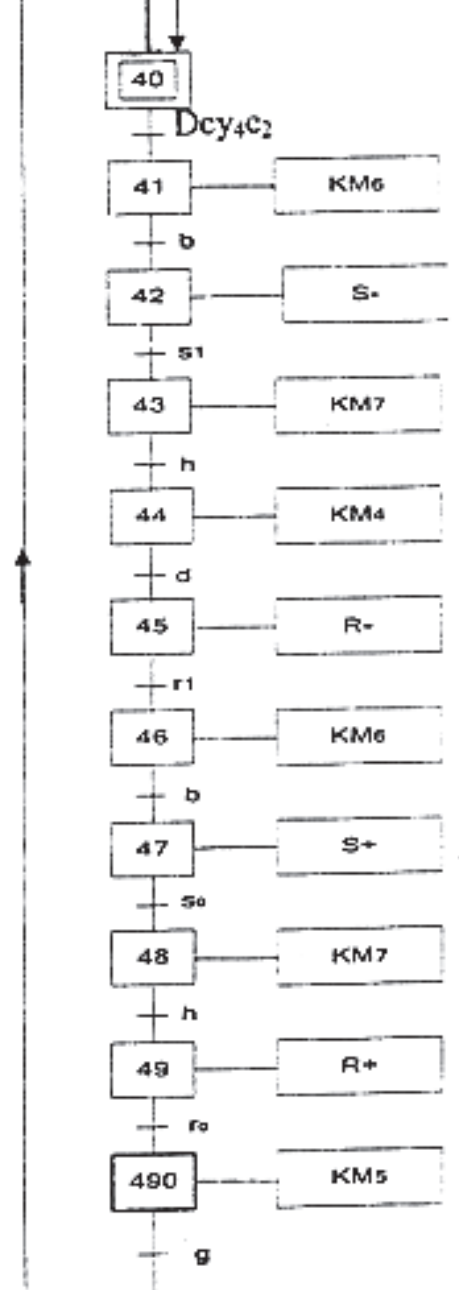 40
Dcy₄c₂
41 KM6
b
42 S-
s1
43 KM7
h
44 KM4
d
45 R-
r1
46 KM6
b
47 S+
s₀
48 KM7
h
49 R+
r₀
490 KM5
g